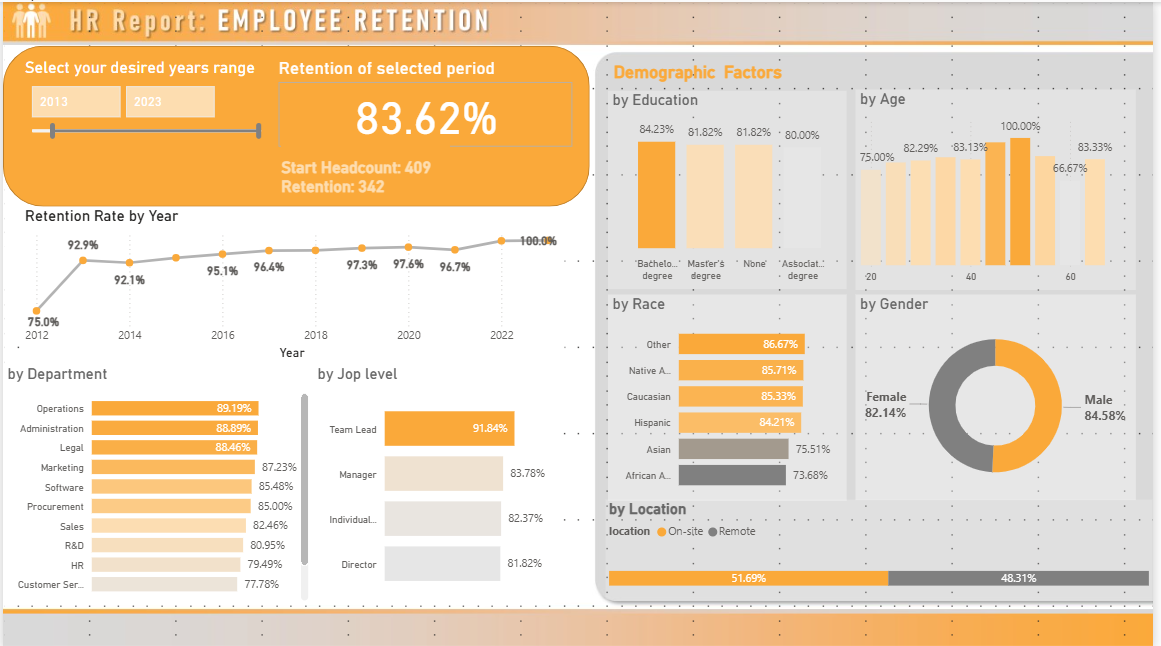 HR Report: EMPLOYEE RETENTION
Select your desired years range
2013
2023
Retention of selected period
83.62%
Start Headcount: 409
Retention: 342
Retention Rate by Year
75.0%
92.9%
92.1%
95.1%
96.4%
97.3%
97.6%
96.7%
100.0%
2012
2014
2016
2018
2020
2022
Year
by Department
Operations 89.19%
Administration 88.89%
Legal 88.46%
Marketing 87.23%
Software 85.48%
Procurement 85.00%
Sales 82.46%
R&D 80.95%
HR 79.49%
Customer Ser... 77.78%
by Jop level
Team Lead 91.84%
Manager 83.78%
Individual... 82.37%
Director 81.82%
Demographic Factors
by Education
84.23%
81.82%
81.82%
80.00%
Bachelo... degree
Master's degree
None
Associat... degree
by Age
75.00%
82.29%
83.13%
100.00%
66.67%
83.33%
20
40
60
by Race
Other 86.67%
Native A... 85.71%
Caucasian 85.33%
Hispanic 84.21%
Asian 75.51%
African A... 73.68%
by Gender
Female
82.14%
Male
84.58%
by Location
location On-site Remote
51.69%
48.31%